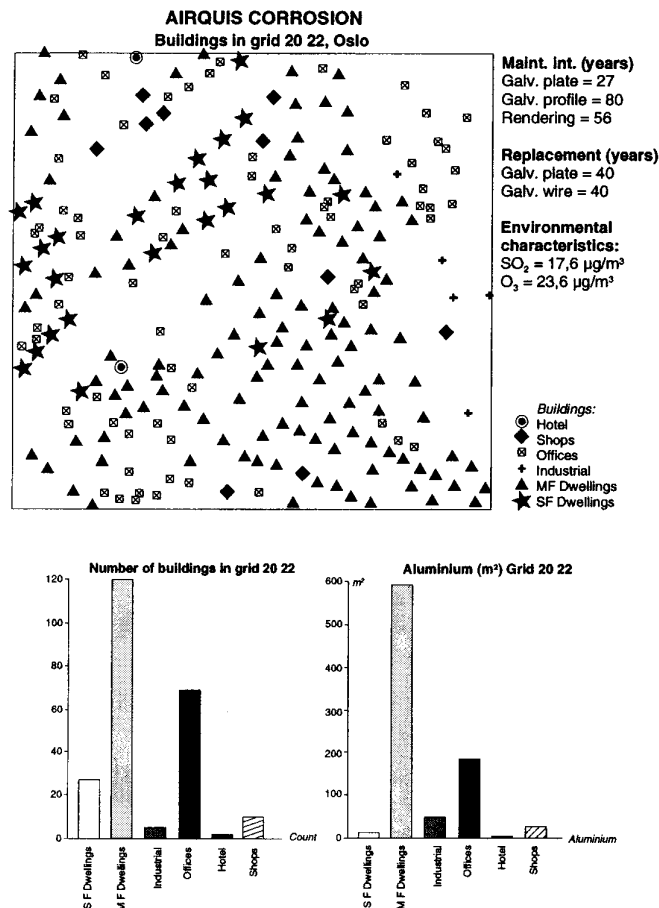 AIRQUIS CORROSION
Buildings in grid 20 22, Oslo
Maint. int. (years)
Galv. plate = 27
Galv. profile = 80
Rendering = 56
Replacement (years)
Galv. plate = 40
Galv. wire = 40
Environmental
characteristics:
SO₂ = 17,6 µg/m³
O₃ = 23,6 µg/m³
Buildings:
Hotel
Shops
Offices
Industrial
MF Dwellings
SF Dwellings
Number of buildings in grid 20 22
120
100
80
60
40
20
0
Count
S F Dwellings
M F Dwellings
Industrial
Offices
Hotel
Shops
Aluminium (m²) Grid 20 22
600 m²
500
400
300
200
100
0
Aluminium
S F Dwellings
M F Dwellings
Industrial
Offices
Hotel
Shops